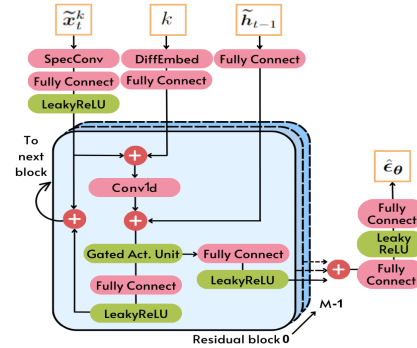 x̃ₜᵏ
k
h̃ₜ₋₁
SpecConv
DiffEmbed
Fully Connect
Fully Connect
Fully Connect
LeakyReLU
To
next
block
+
Conv1d
+
+
Gated Act. Unit
Fully Connect
Fully Connect
LeakyReLU
LeakyReLU
+
ε̂_θ
Fully
Connect
Leaky
ReLU
Fully
Connect
M-1
Residual block 0